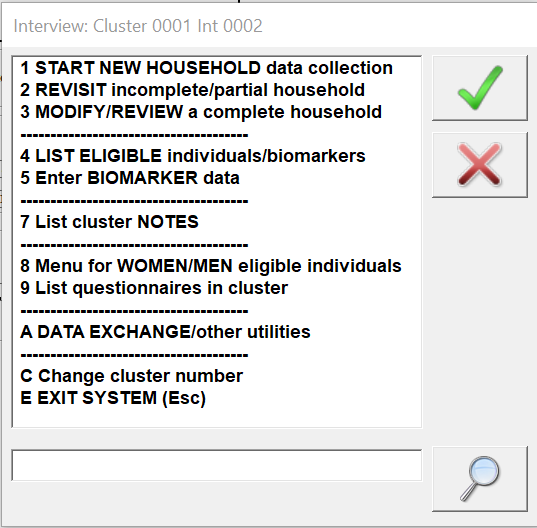 Interview: Cluster 0001 Int 0002
1 START NEW HOUSEHOLD data collection
2 REVISIT incomplete/partial household
3 MODIFY/REVIEW a complete household
------------------------------------
4 LIST ELIGIBLE individuals/biomarkers
5 Enter BIOMARKER data
------------------------------------
7 List cluster NOTES
------------------------------------
8 Menu for WOMEN/MEN eligible individuals
9 List questionnaires in cluster
------------------------------------
A DATA EXCHANGE/other utilities
------------------------------------
C Change cluster number
E EXIT SYSTEM (Esc)